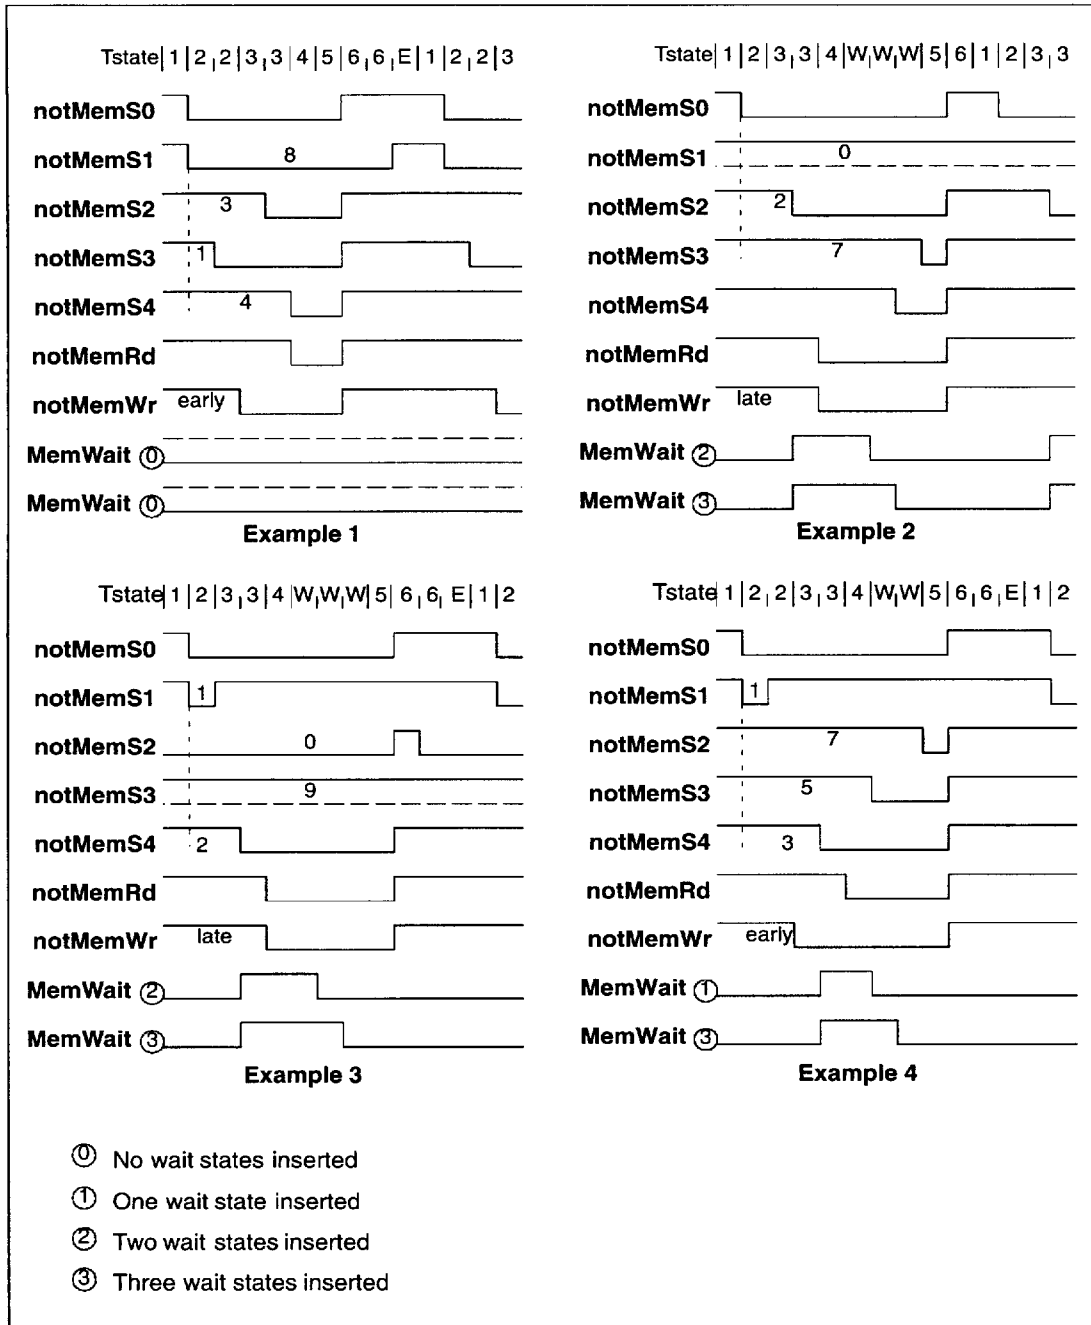 Tstate|1|2|2|3|3|4|5|6|6|E|1|2|2|3
notMemS0
notMemS1 8
notMemS2 3
notMemS3 1
notMemS4 4
notMemRd
notMemWr early
MemWait ⓪
MemWait ⓪
Example 1
Tstate|1|2|3|3|4|W|W|W|5|6|1|2|3|3
notMemS0
notMemS1 0
notMemS2 2
notMemS3 7
notMemS4
notMemRd
notMemWr late
MemWait ②
MemWait ③
Example 2
Tstate|1|2|3|3|4|W|W|W|5|6|6|E|1|2
notMemS0
notMemS1 1
notMemS2 0
notMemS3 9
notMemS4 2
notMemRd
notMemWr late
MemWait ②
MemWait ③
Example 3
Tstate|1|2|2|3|3|4|W|W|5|6|6|E|1|2
notMemS0
notMemS1 1
notMemS2 7
notMemS3 5
notMemS4 3
notMemRd
notMemWr early
MemWait ①
MemWait ③
Example 4
⓪ No wait states inserted
① One wait state inserted
② Two wait states inserted
③ Three wait states inserted